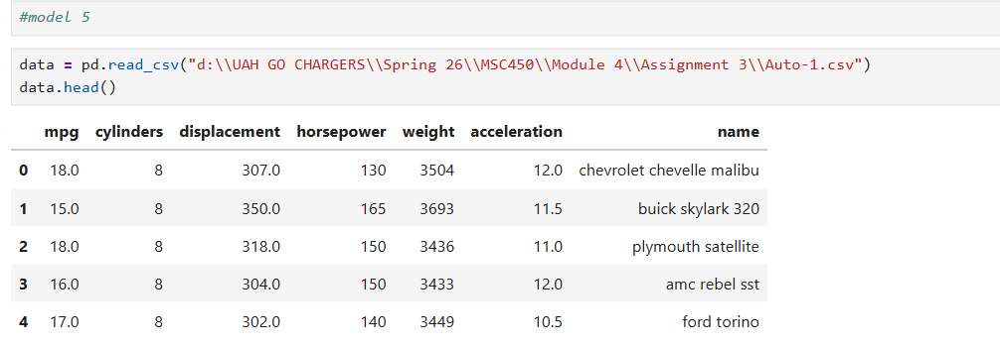 #model 5
data = pd.read_csv("d:\\UAH GO CHARGERS\\Spring 26\\MSC450\\Module 4\\Assignment 3\\Auto-1.csv")
data.head()
mpg cylinders displacement horsepower weight acceleration name
0 18.0 8 307.0 130 3504 12.0 chevrolet chevelle malibu
1 15.0 8 350.0 165 3693 11.5 buick skylark 320
2 18.0 8 318.0 150 3436 11.0 plymouth satellite
3 16.0 8 304.0 150 3433 12.0 amc rebel sst
4 17.0 8 302.0 140 3449 10.5 ford torino